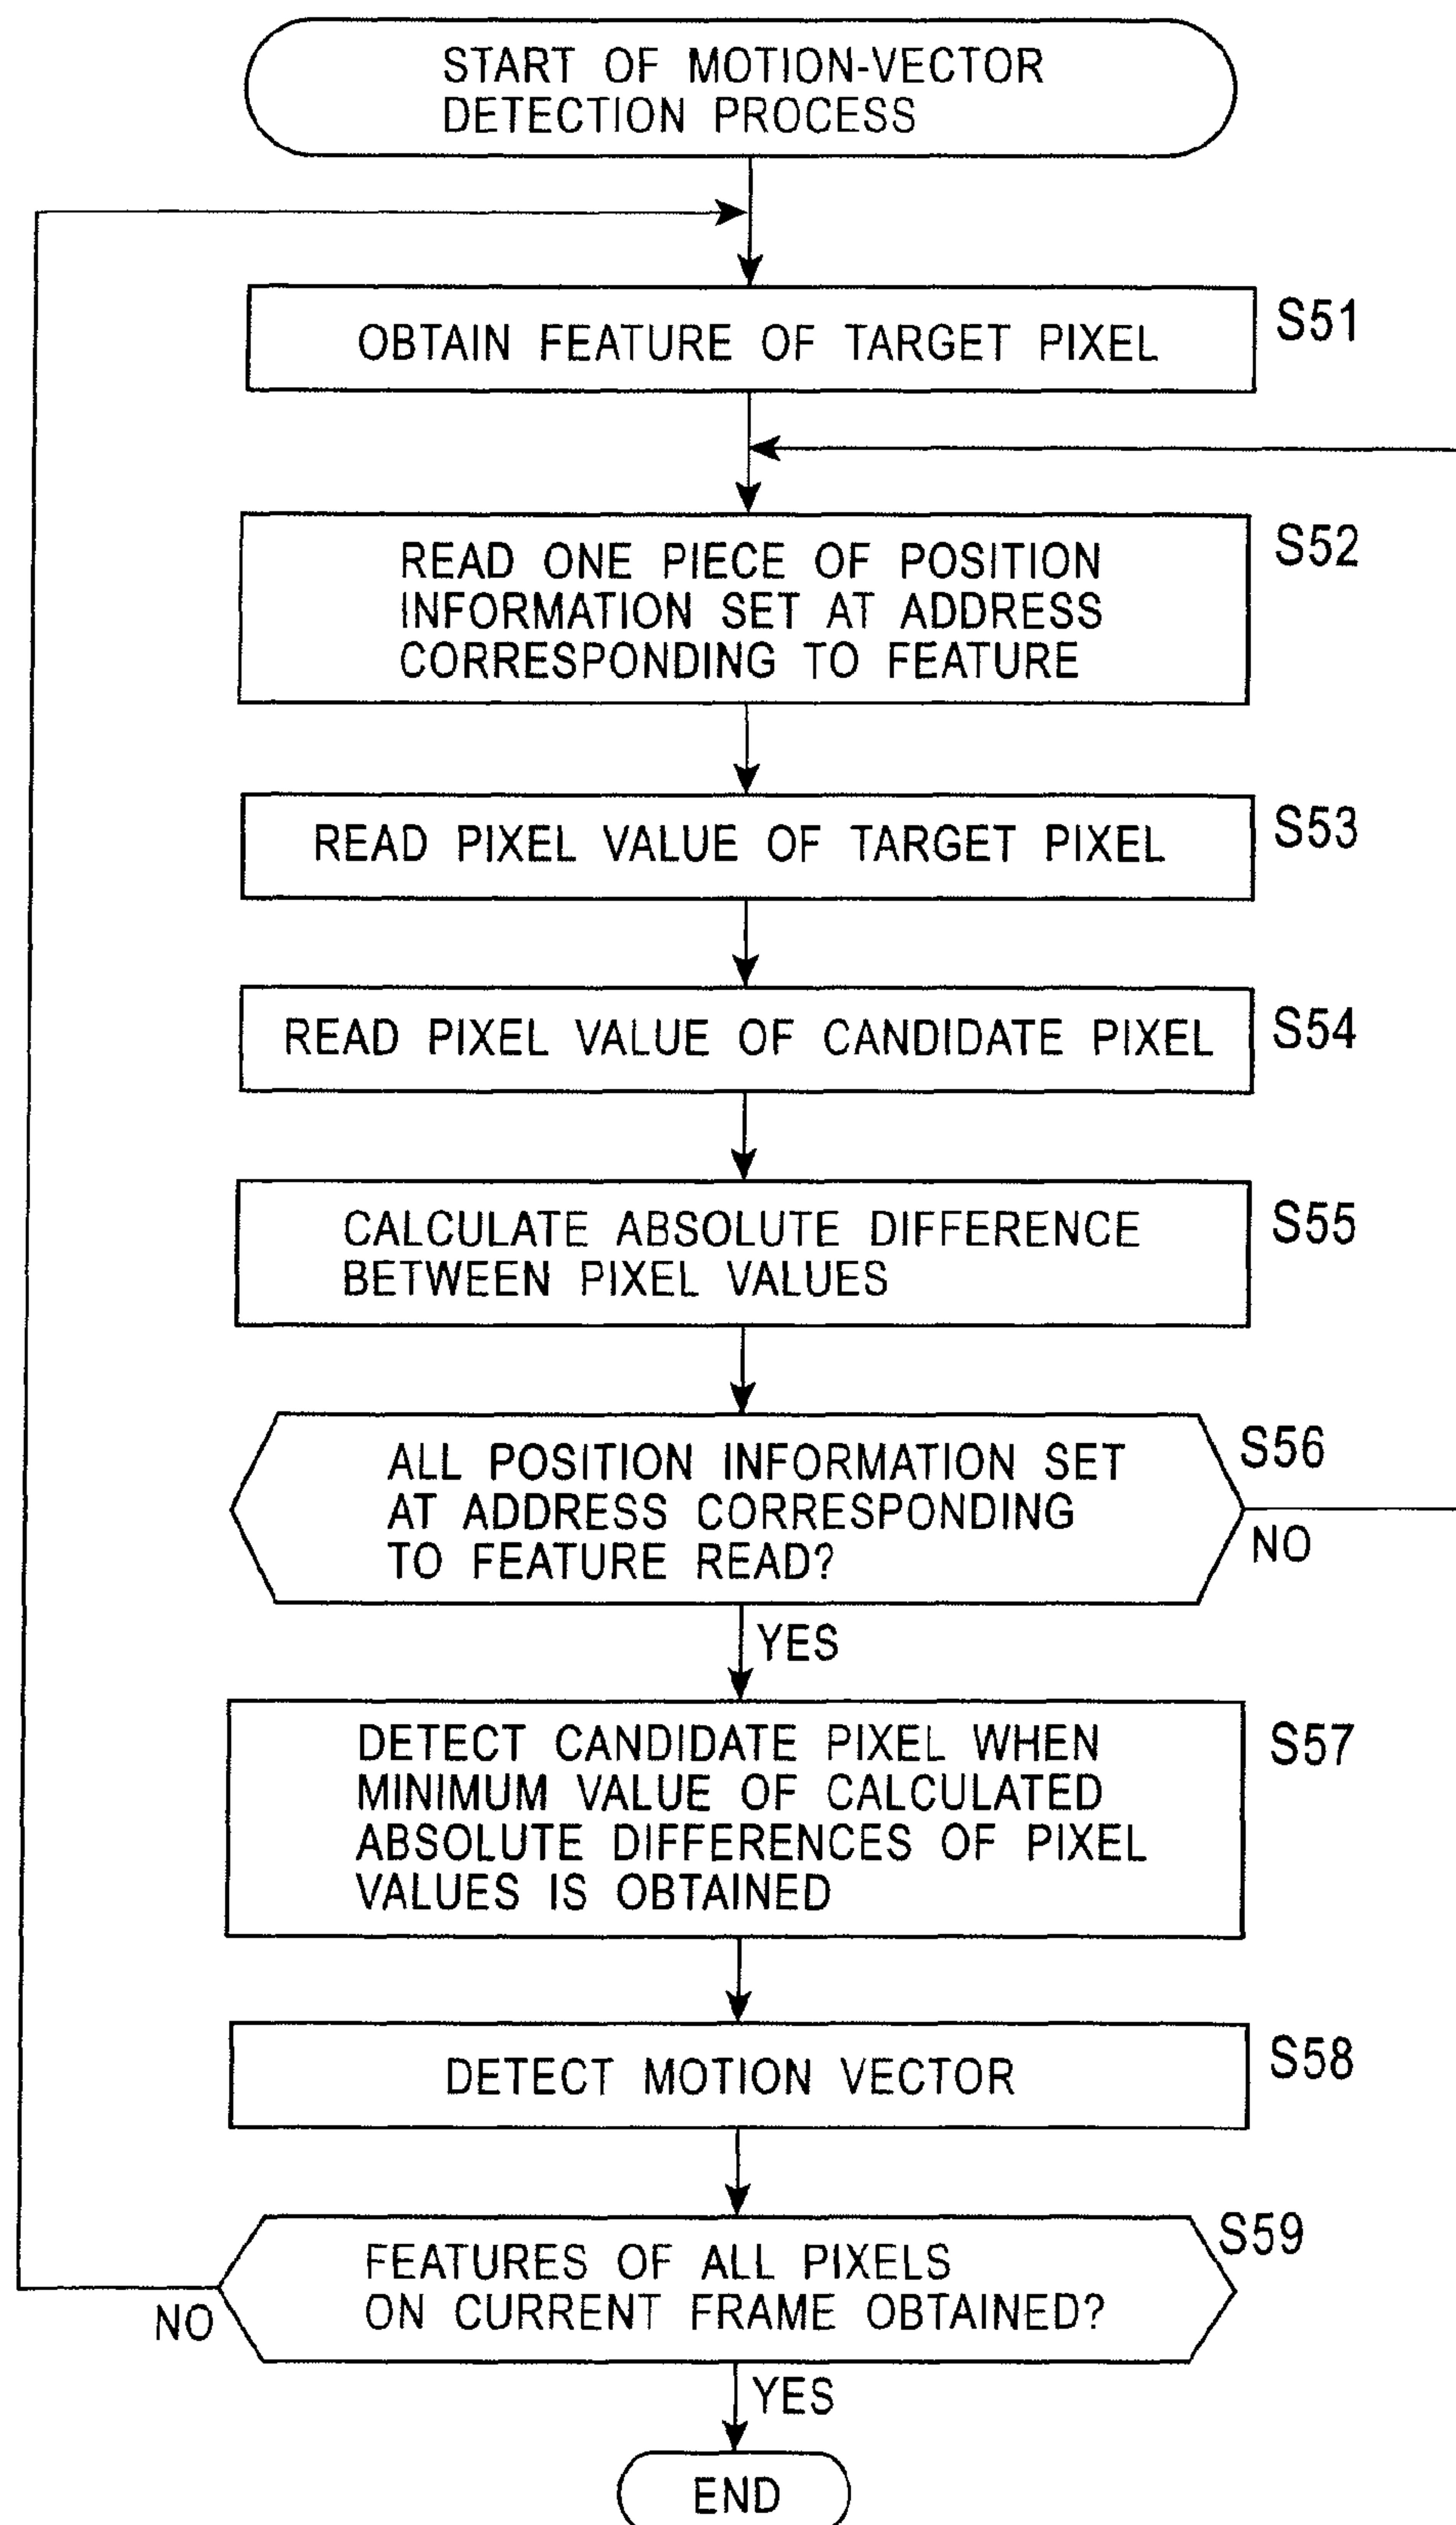 START OF MOTION-VECTOR
DETECTION PROCESS
OBTAIN FEATURE OF TARGET PIXEL
S51
READ ONE PIECE OF POSITION
INFORMATION SET AT ADDRESS
CORRESPONDING TO FEATURE
S52
READ PIXEL VALUE OF TARGET PIXEL
S53
READ PIXEL VALUE OF CANDIDATE PIXEL
S54
CALCULATE ABSOLUTE DIFFERENCE
BETWEEN PIXEL VALUES
S55
ALL POSITION INFORMATION SET
AT ADDRESS CORRESPONDING
TO FEATURE READ?
S56
NO
YES
DETECT CANDIDATE PIXEL WHEN
MINIMUM VALUE OF CALCULATED
ABSOLUTE DIFFERENCES OF PIXEL
VALUES IS OBTAINED
S57
DETECT MOTION VECTOR
S58
FEATURES OF ALL PIXELS
ON CURRENT FRAME OBTAINED?
S59
NO
YES
END